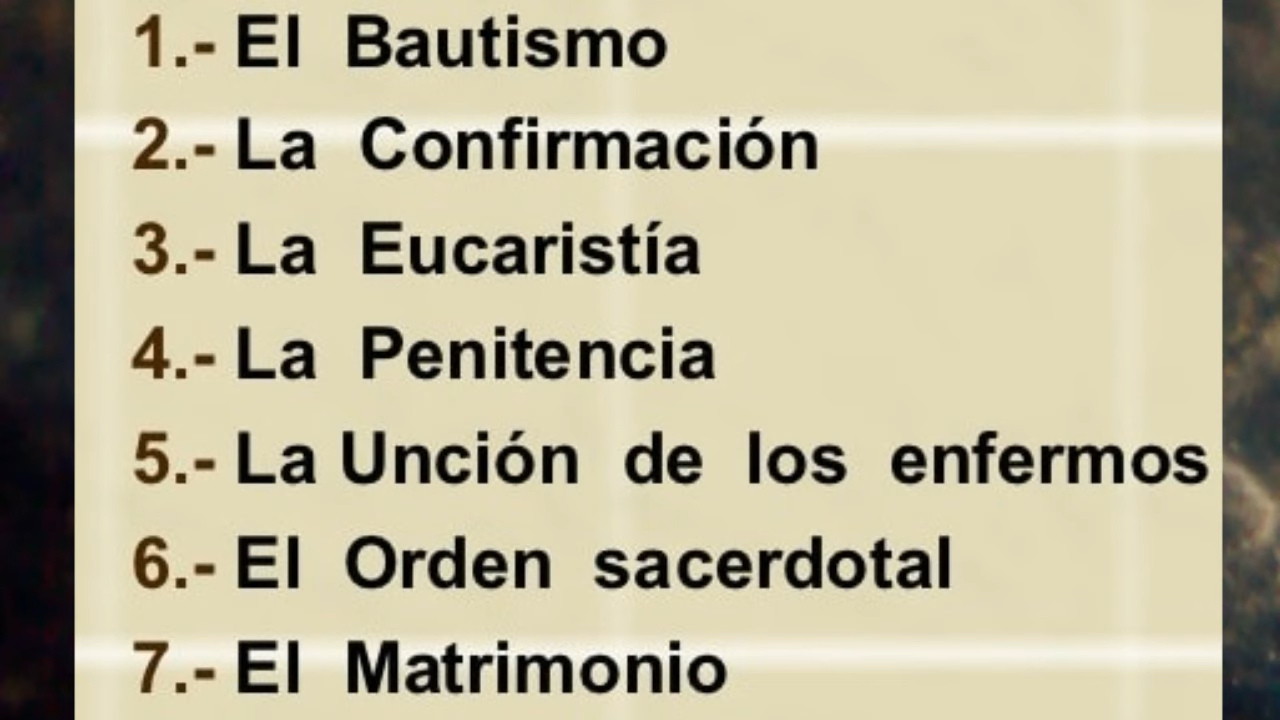 1.- El Bautismo
2.- La Confirmación
3.- La Eucaristía
4.- La Penitencia
5.- La Unción de los enfermos
6.- El Orden sacerdotal
7.- El Matrimonio